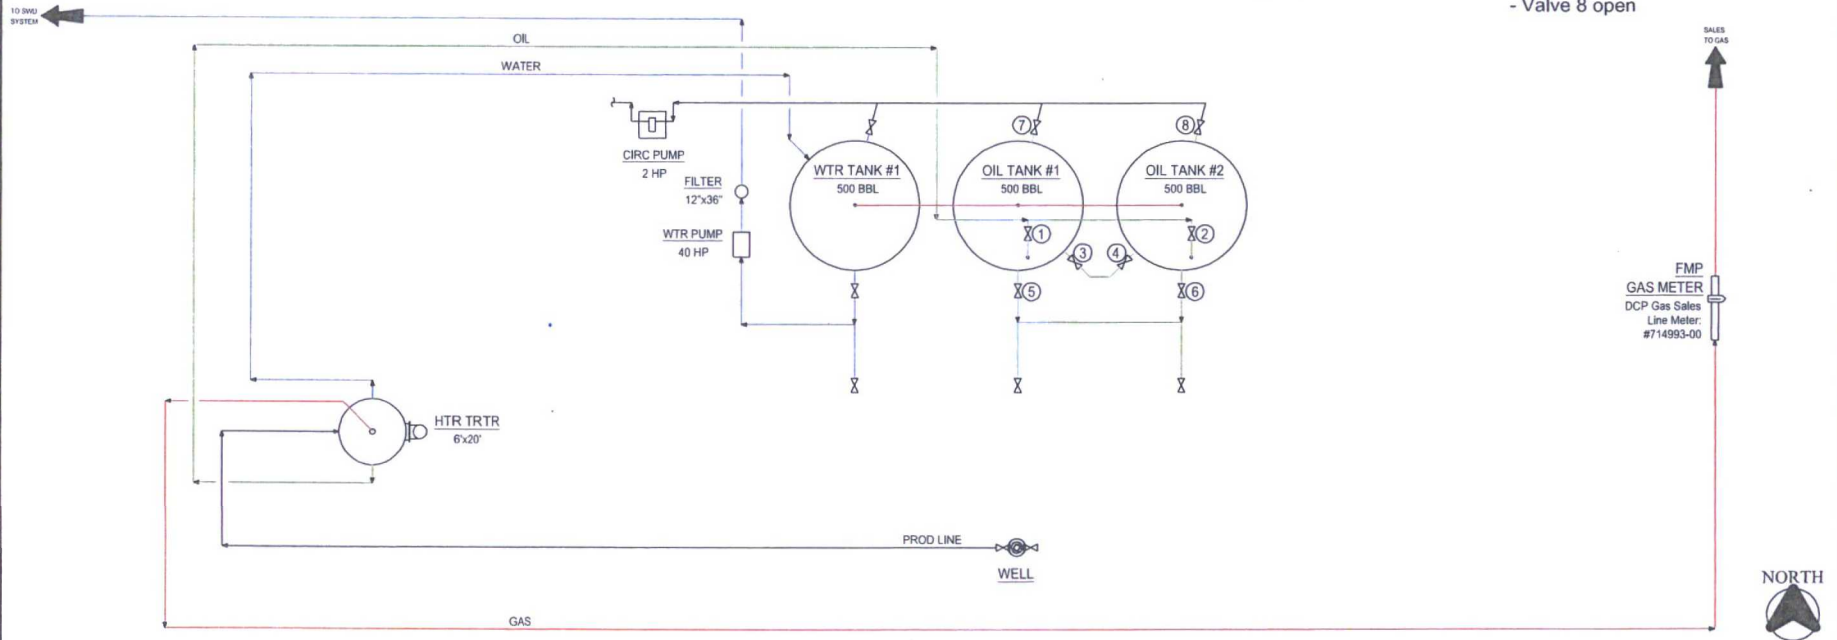 - Valve 8 open
TO SWU
SYSTEM
SALES
TO GAS
OIL
WATER
7
8
CIRC PUMP
2 HP
WTR TANK #1
500 BBL
OIL TANK #1
500 BBL
OIL TANK #2
500 BBL
FILTER
12"x36"
WTR PUMP
40 HP
1
2
3
4
5
6
FMP
GAS METER
DCP Gas Sales
Line Meter:
#714993-00
HTR TRTR
6'x20'
PROD LINE
WELL
NORTH
GAS